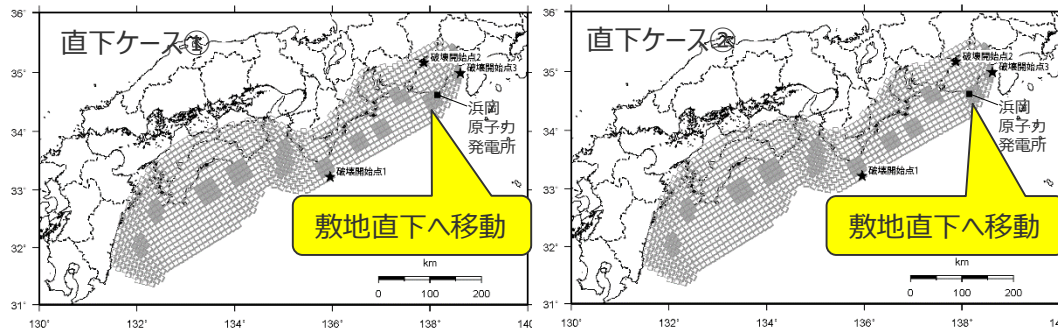 直下ケース①
36°
35°
34°
33°
32°
31°
130°
132°
134°
136°
138°
破壊開始点2
破壊開始点3
浜岡
原子力
発電所
破壊開始点1
敷地直下へ移動
km
0
100
200
直下ケース②
36°
35°
34°
33°
32°
31°
130°
132°
134°
136°
138°
破壊開始点2
破壊開始点3
浜岡
原子力
発電所
破壊開始点1
敷地直下へ移動
km
0
100
200